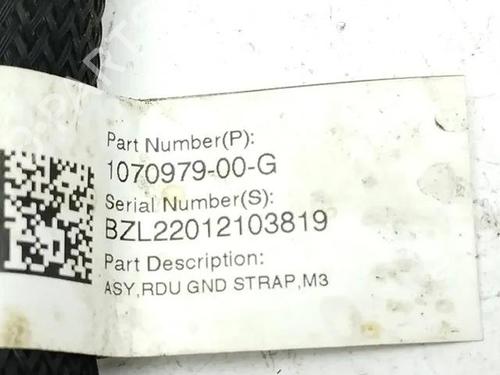 Part Number(P):
1070979-00-G
Serial Number(S):
BZL22012103819
Part Description:
ASY,RDU GND STRAP,M3